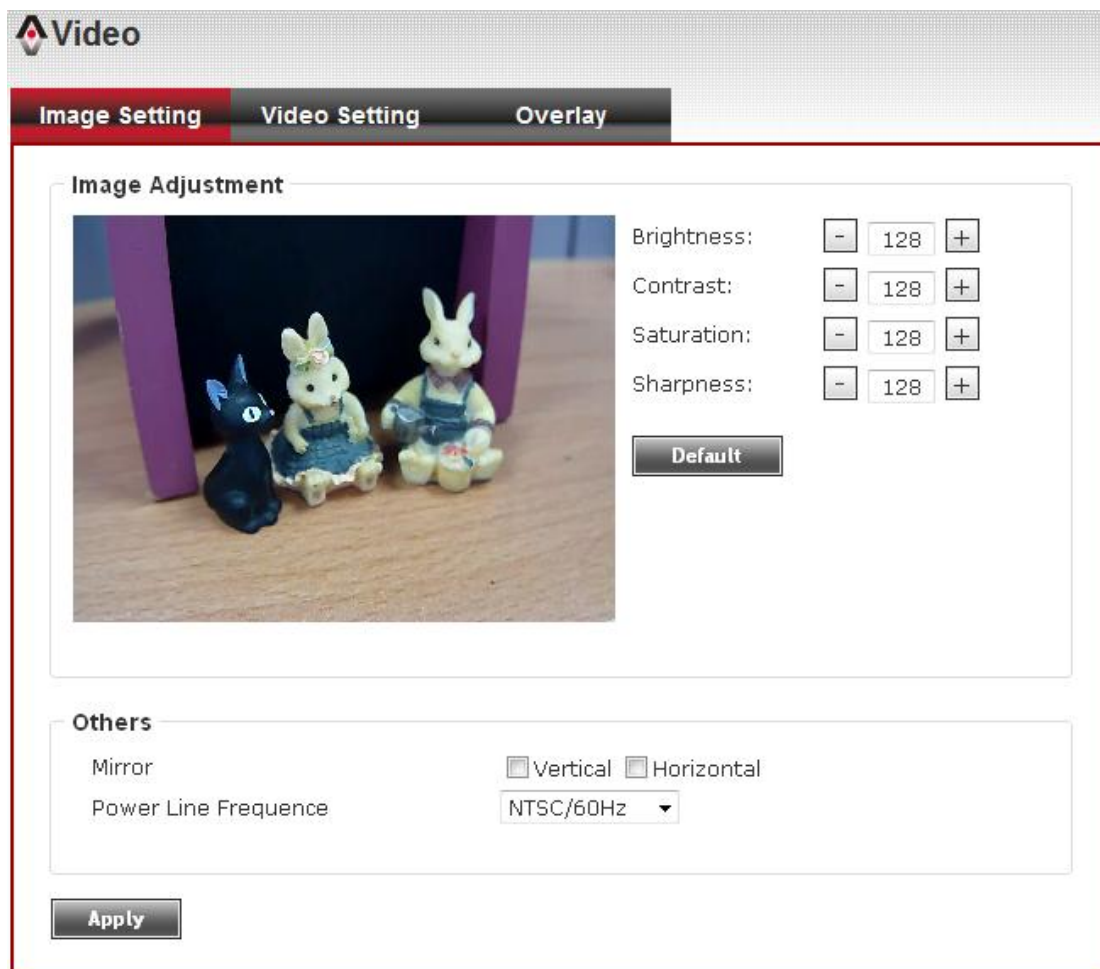 Video
Image Setting
Video Setting
Overlay
Image Adjustment
Brightness: - 128 +
Contrast: - 128 +
Saturation: - 128 +
Sharpness: - 128 +
Default
Others
Mirror Vertical Horizontal
Power Line Frequence NTSC/60Hz
Apply